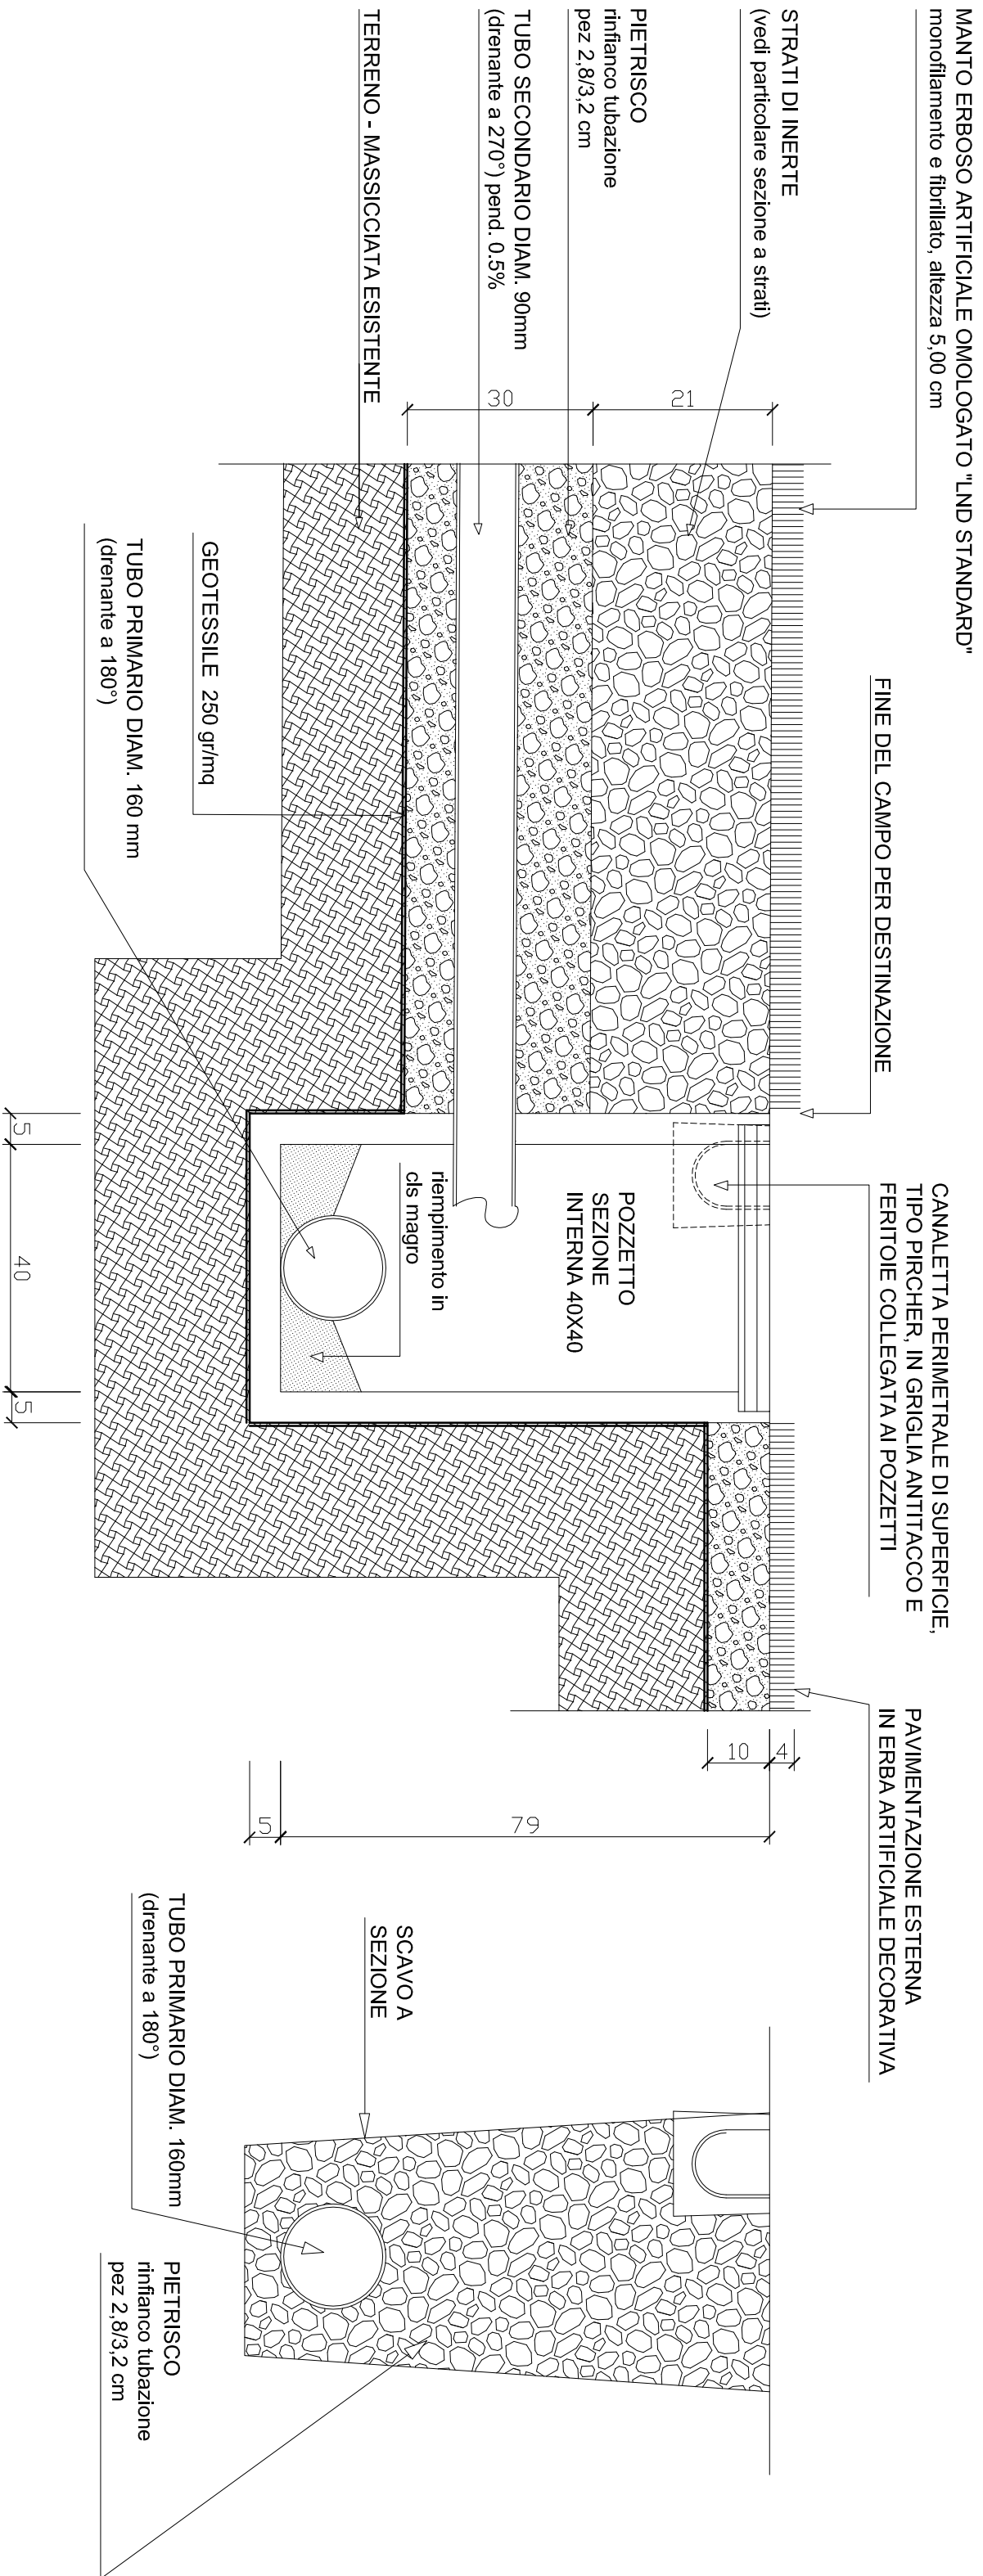 MANTO ERBOSO ARTIFICIALE OMOLOGATO "LND STANDARD"
monofilamento e fibrillato, altezza 5,00 cm
STRATI DI INERTE
(vedi particolare sezione a strati)
PIETRISCO
rinfianco tubazione
pez 2,8/3,2 cm
TUBO SECONDARIO DIAM. 90mm
(drenante a 270°) pend. 0.5%
TERRENO - MASSICCIATA ESISTENTE
21
30
GEOTESSILE 250 gr/mq
TUBO PRIMARIO DIAM. 160 mm
(drenante a 180°)
FINE DEL CAMPO PER DESTINAZIONE
CANALETTA PERIMETRALE DI SUPERFICIE,
TIPO PIRCHER, IN GRIGLIA ANTITACCO E
FERITOIE COLLEGATA AI POZZETTI
POZZETTO
SEZIONE
INTERNA 40X40
riempimento in
cls magro
5
40
5
PAVIMENTAZIONE ESTERNA
IN ERBA ARTIFICIALE DECORATIVA
4
10
79
5
SCAVO A
SEZIONE
TUBO PRIMARIO DIAM. 160mm
(drenante a 180°)
PIETRISCO
rinfianco tubazione
pez 2,8/3,2 cm